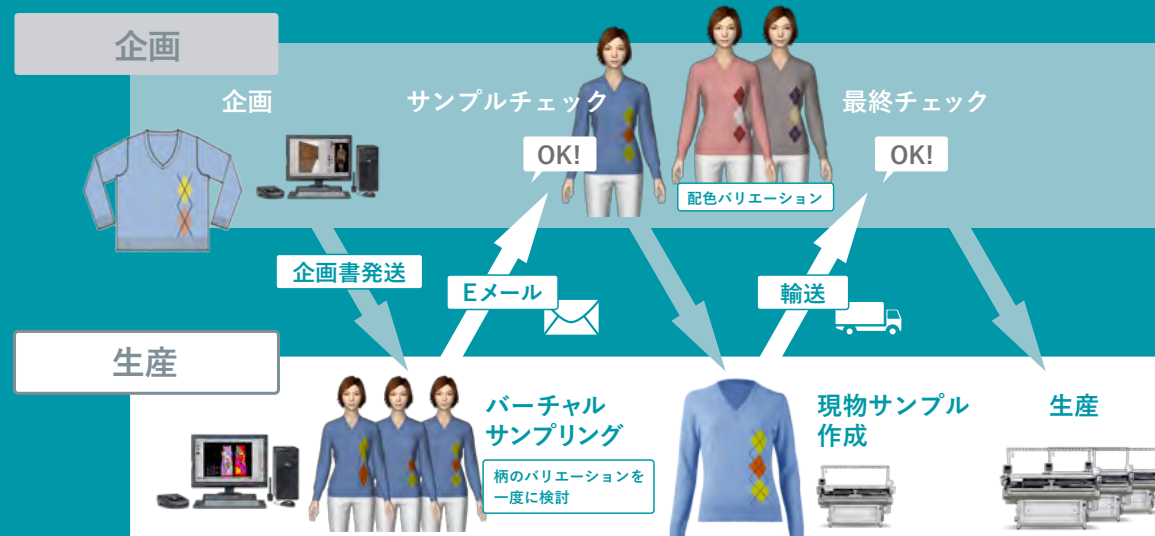 企画
企画
サンプルチェック
最終チェック
OK!
OK!
配色バリエーション
企画書発送
Eメール
輸送
生産
バーチャル
サンプリング
柄のバリエーションを
一度に検討
現物サンプル
作成
生産